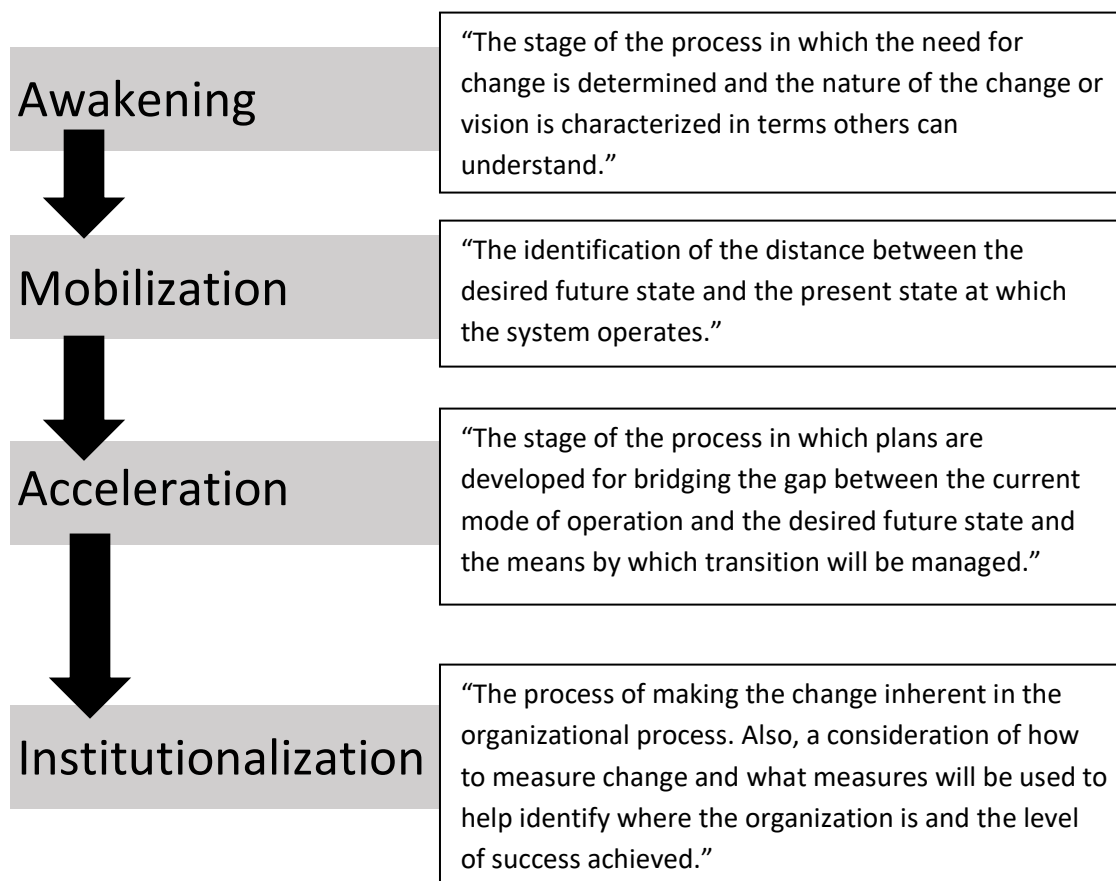 Awakening
“The stage of the process in which the need for
change is determined and the nature of the change or
vision is characterized in terms others can
understand.”
Mobilization
“The identification of the distance between the
desired future state and the present state at which
the system operates.”
Acceleration
“The stage of the process in which plans are
developed for bridging the gap between the current
mode of operation and the desired future state and
the means by which transition will be managed.”
Institutionalization
“The process of making the change inherent in the
organizational process. Also, a consideration of how
to measure change and what measures will be used to
help identify where the organization is and the level
of success achieved.”